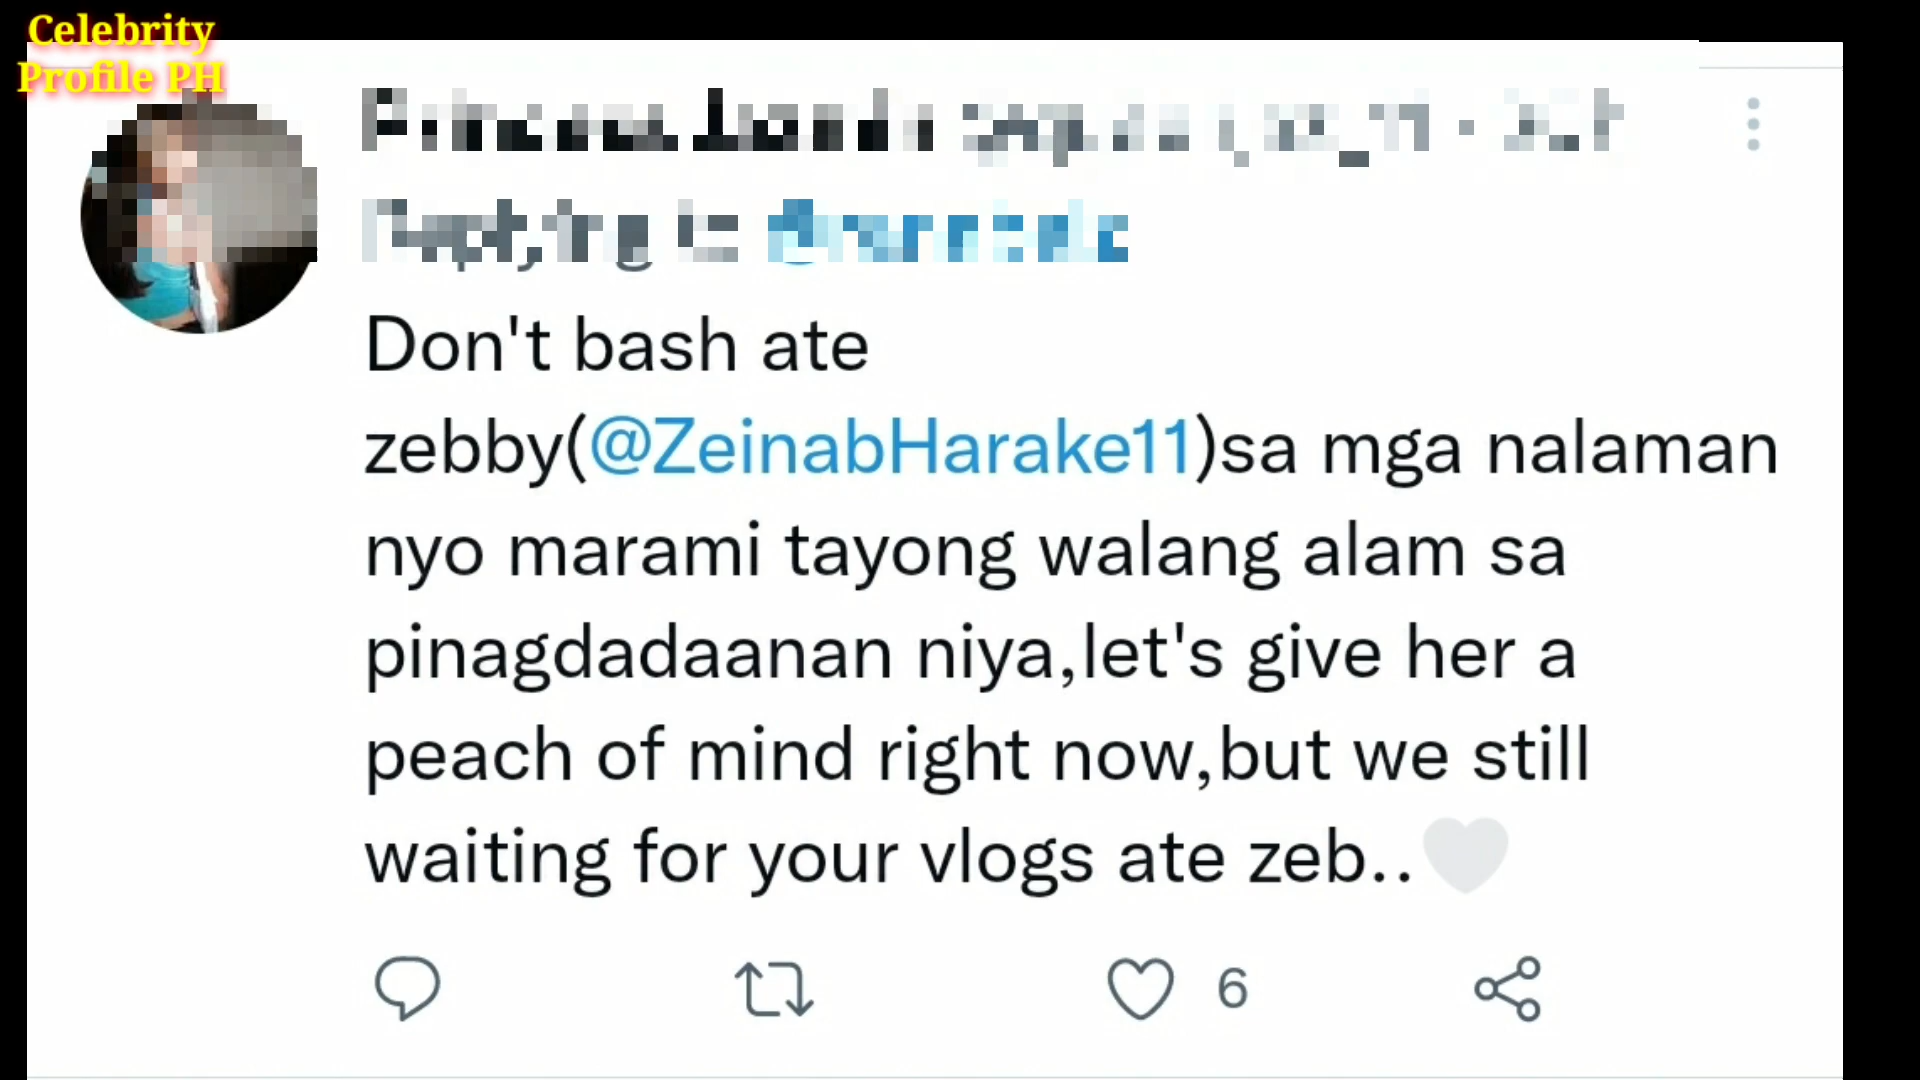 Celebrity
Profile PH
Don't bash ate
zebby(@ZeinabHarake11)sa mga nalaman
nyo marami tayong walang alam sa
pinagdadaanan niya,let's give her a
peach of mind right now,but we still
waiting for your vlogs ate zeb..🤍
6